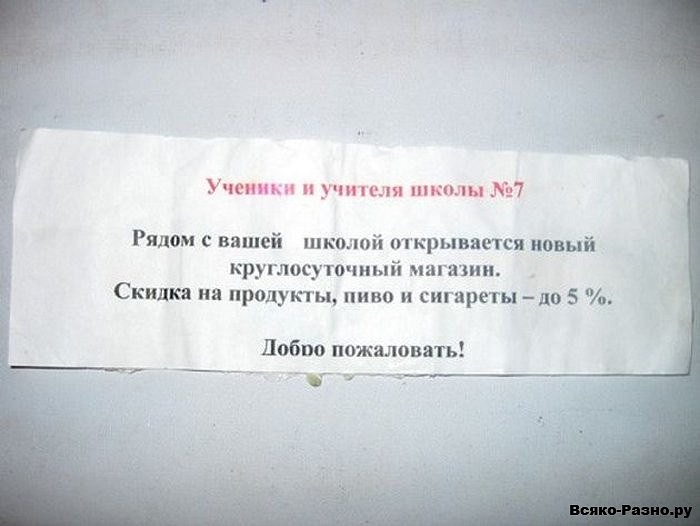 Ученики и учителя школы №7
Рядом с вашей школой открывается новый
круглосуточный магазин.
Скидка на продукты, пиво и сигареты – до 5 %.
Добро пожаловать!
Всяко-Разно.ру